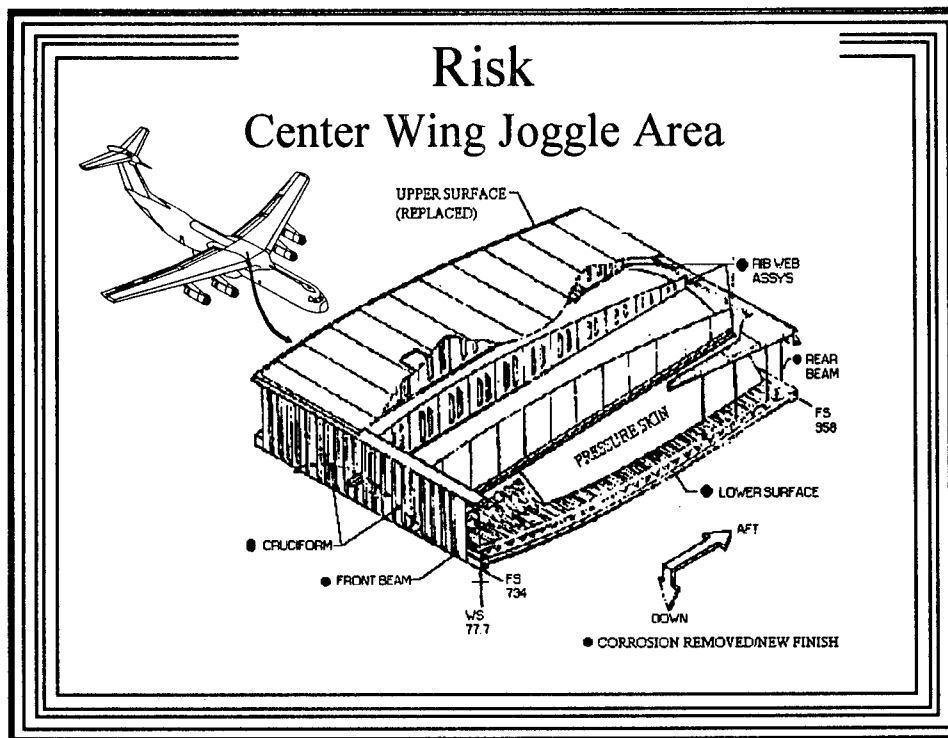 Risk
Center Wing Joggle Area
UPPER SURFACE
(REPLACED)
RIB WEB
ASSYS
REAR
BEAM
FS
958
PRESSURE SKIN
LOWER SURFACE
CRUCIFORM
AFT
FRONT BEAM
FS
734
WS
77.7
DOWN
CORROSION REMOVED/NEW FINISH